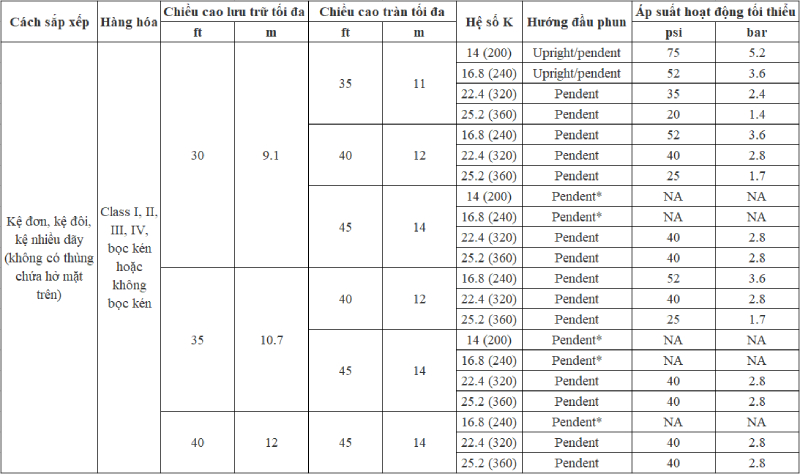 Cách sắp xếp Hàng hóa Chiều cao lưu trữ tối đa Chiều cao tràn tối đa Hệ số K Hướng đầu phun Áp suất hoạt động tối thiểu
ft m ft m psi bar
Kệ đơn, kệ đôi,
kệ nhiều dãy
(không có thùng
chứa hở mặt
trên)
Class I, II,
III, IV,
bọc kén
hoặc
không
bọc kén
30 9.1
35 11
14 (200) Upright/pendent 75 5.2
16.8 (240) Upright/pendent 52 3.6
22.4 (320) Pendent 35 2.4
25.2 (360) Pendent 20 1.4
40 12
16.8 (240) Pendent 52 3.6
22.4 (320) Pendent 40 2.8
25.2 (360) Pendent 25 1.7
45 14
14 (200) Pendent* NA NA
16.8 (240) Pendent* NA NA
22.4 (320) Pendent 40 2.8
25.2 (360) Pendent 40 2.8
35 10.7
40 12
16.8 (240) Pendent 52 3.6
22.4 (320) Pendent 40 2.8
25.2 (360) Pendent 25 1.7
45 14
14 (200) Pendent* NA NA
16.8 (240) Pendent* NA NA
22.4 (320) Pendent 40 2.8
25.2 (360) Pendent 40 2.8
40 12
45 14
16.8 (240) Pendent* NA NA
22.4 (320) Pendent 40 2.8
25.2 (360) Pendent 40 2.8